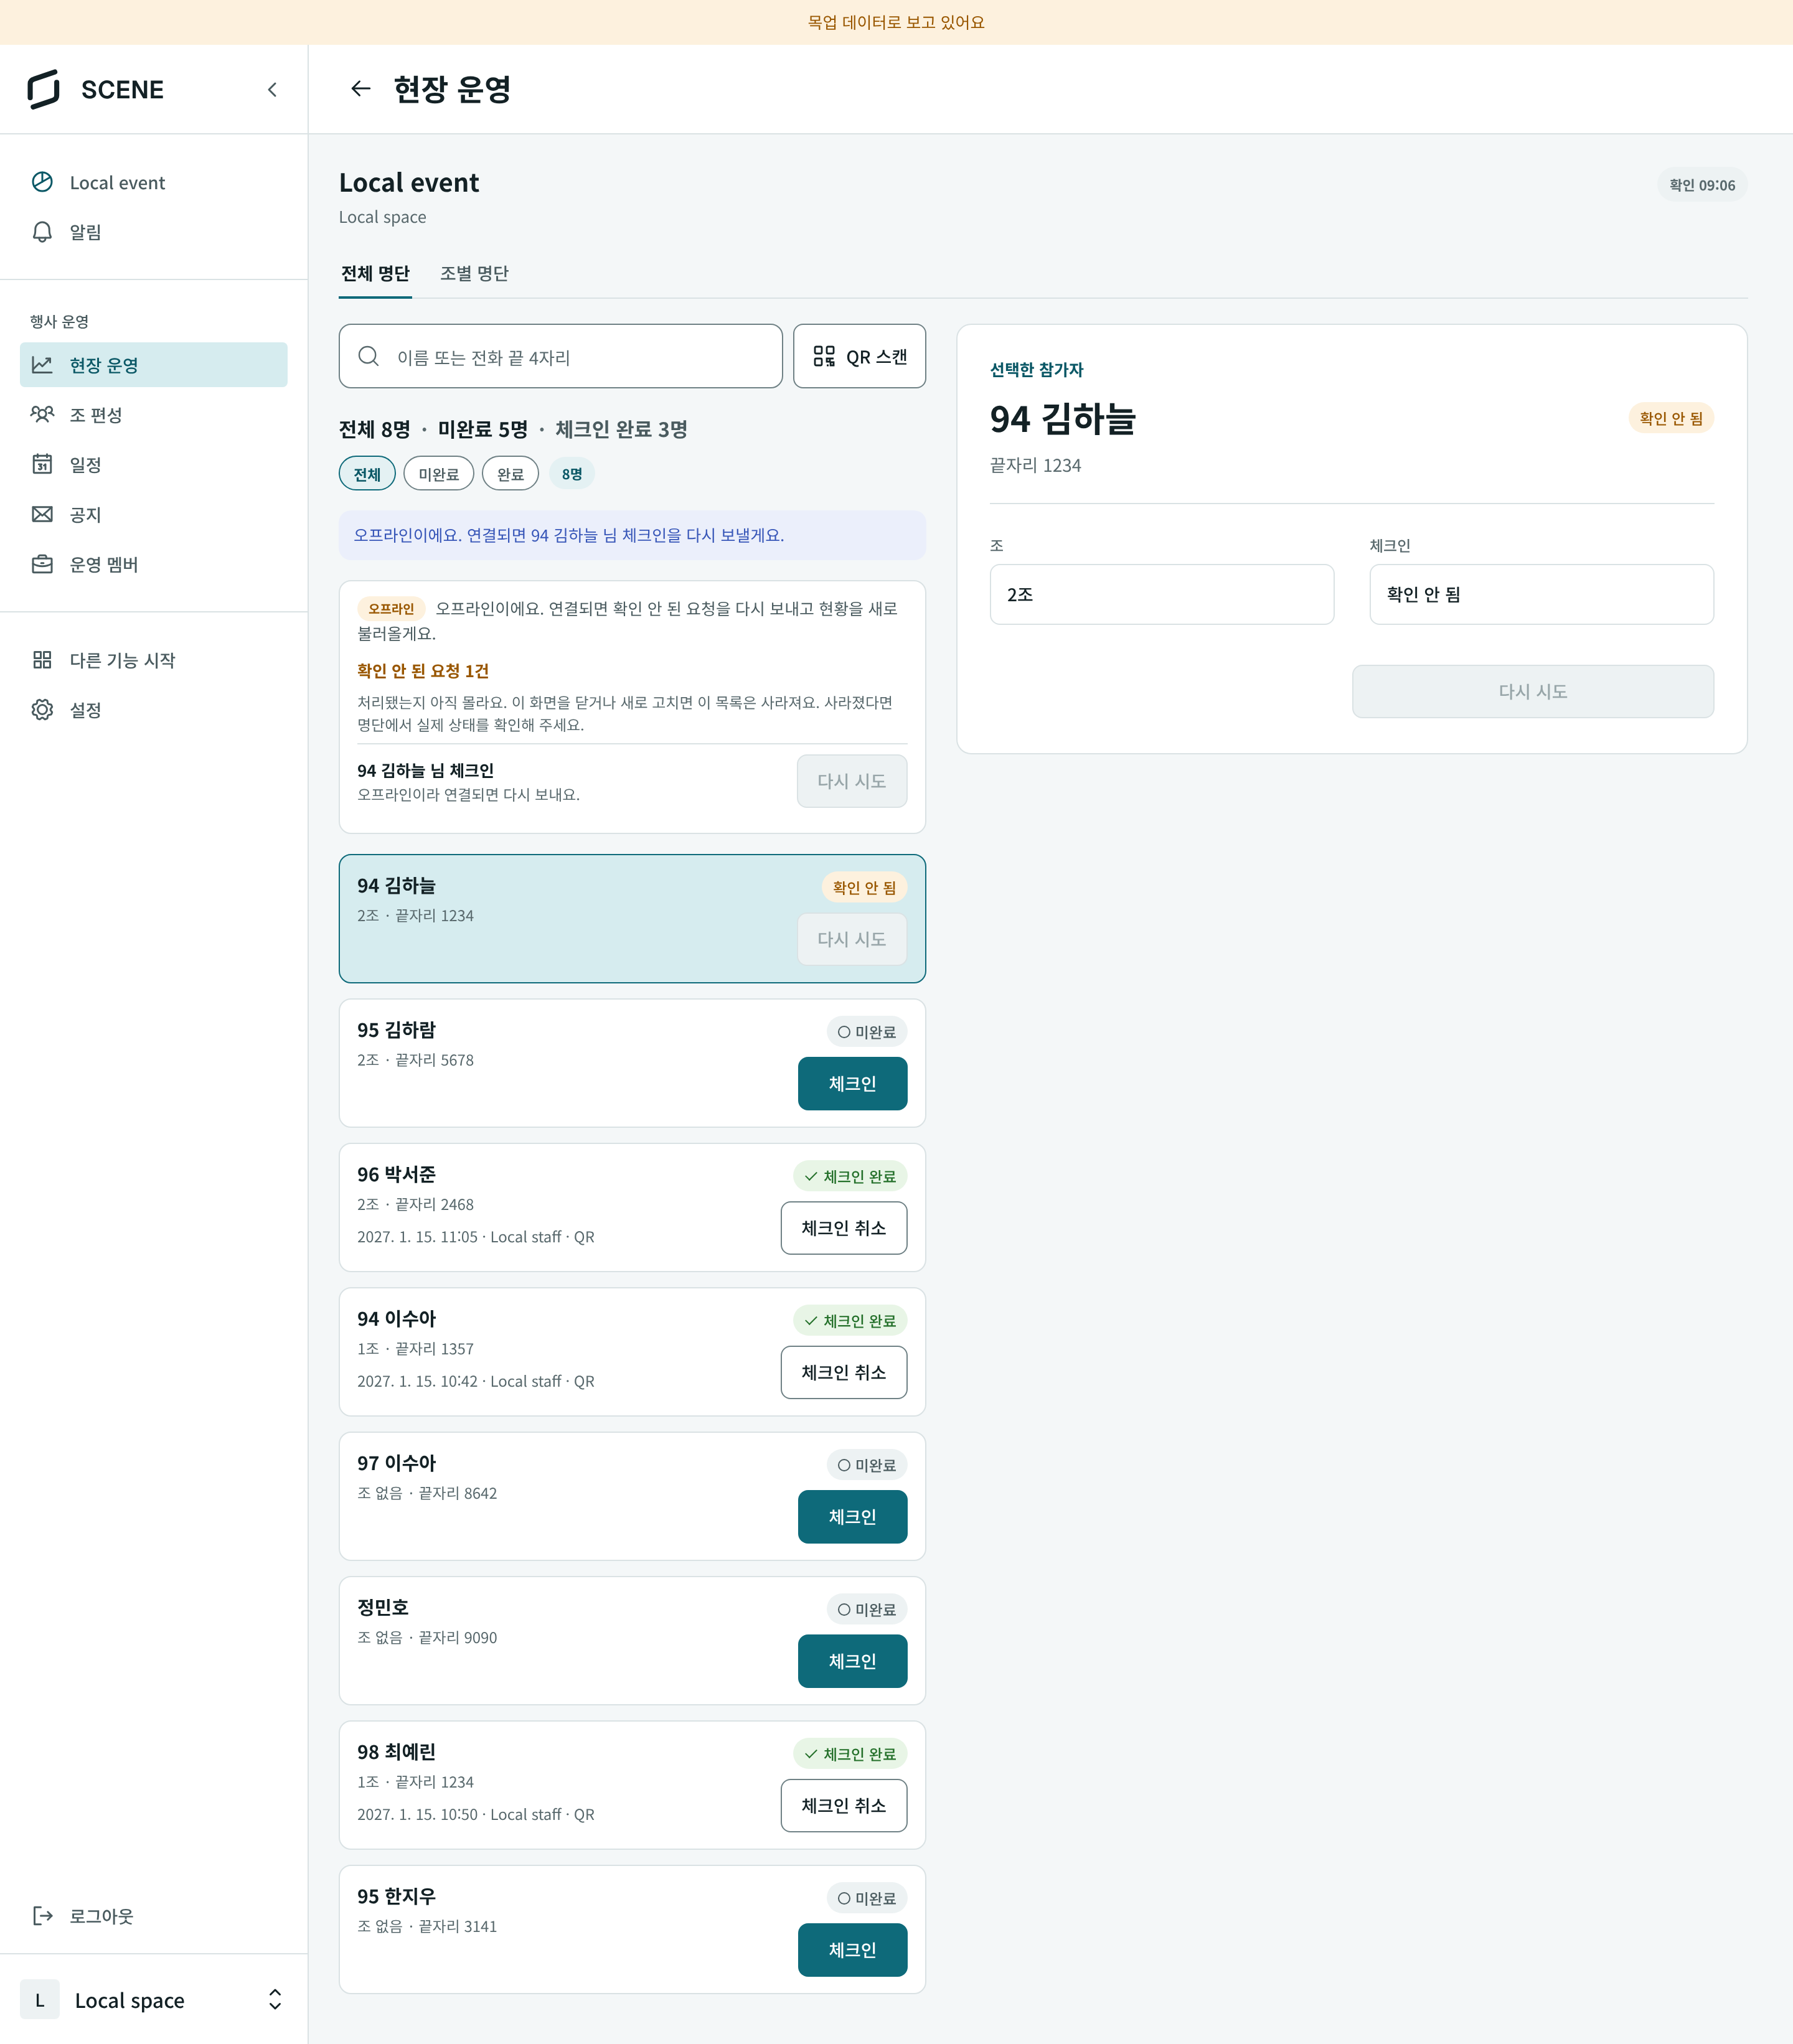 목업 데이터로 보고 있어요
SCENE
현장 운영
Local event
알림
행사 운영
현장 운영
조 편성
일정
공지
운영 멤버
다른 기능 시작
설정
로그아웃
L
Local space
Local event
확인 09:06
Local space
전체 명단
조별 명단
이름 또는 전화 끝 4자리
QR 스캔
전체 8명 · 미완료 5명 · 체크인 완료 3명
전체
미완료
완료
8명
오프라인이에요. 연결되면 94 김하늘 님 체크인을 다시 보낼게요.
오프라인 오프라인이에요. 연결되면 확인 안 된 요청을 다시 보내고 현황을 새로
불러올게요.
확인 안 된 요청 1건
처리됐는지 아직 몰라요. 이 화면을 닫거나 새로 고치면 이 목록은 사라져요. 사라졌다면
명단에서 실제 상태를 확인해 주세요.
94 김하늘 님 체크인
오프라인이라 연결되면 다시 보내요.
다시 시도
94 김하늘
확인 안 됨
2조 · 끝자리 1234
다시 시도
95 김하람
미완료
2조 · 끝자리 5678
체크인
96 박서준
체크인 완료
2조 · 끝자리 2468
체크인 취소
2027. 1. 15. 11:05 · Local staff · QR
94 이수아
체크인 완료
1조 · 끝자리 1357
체크인 취소
2027. 1. 15. 10:42 · Local staff · QR
97 이수아
미완료
조 없음 · 끝자리 8642
체크인
정민호
미완료
조 없음 · 끝자리 9090
체크인
98 최예린
체크인 완료
1조 · 끝자리 1234
체크인 취소
2027. 1. 15. 10:50 · Local staff · QR
95 한지우
미완료
조 없음 · 끝자리 3141
체크인
선택한 참가자
94 김하늘
확인 안 됨
끝자리 1234
조
체크인
2조
확인 안 됨
다시 시도